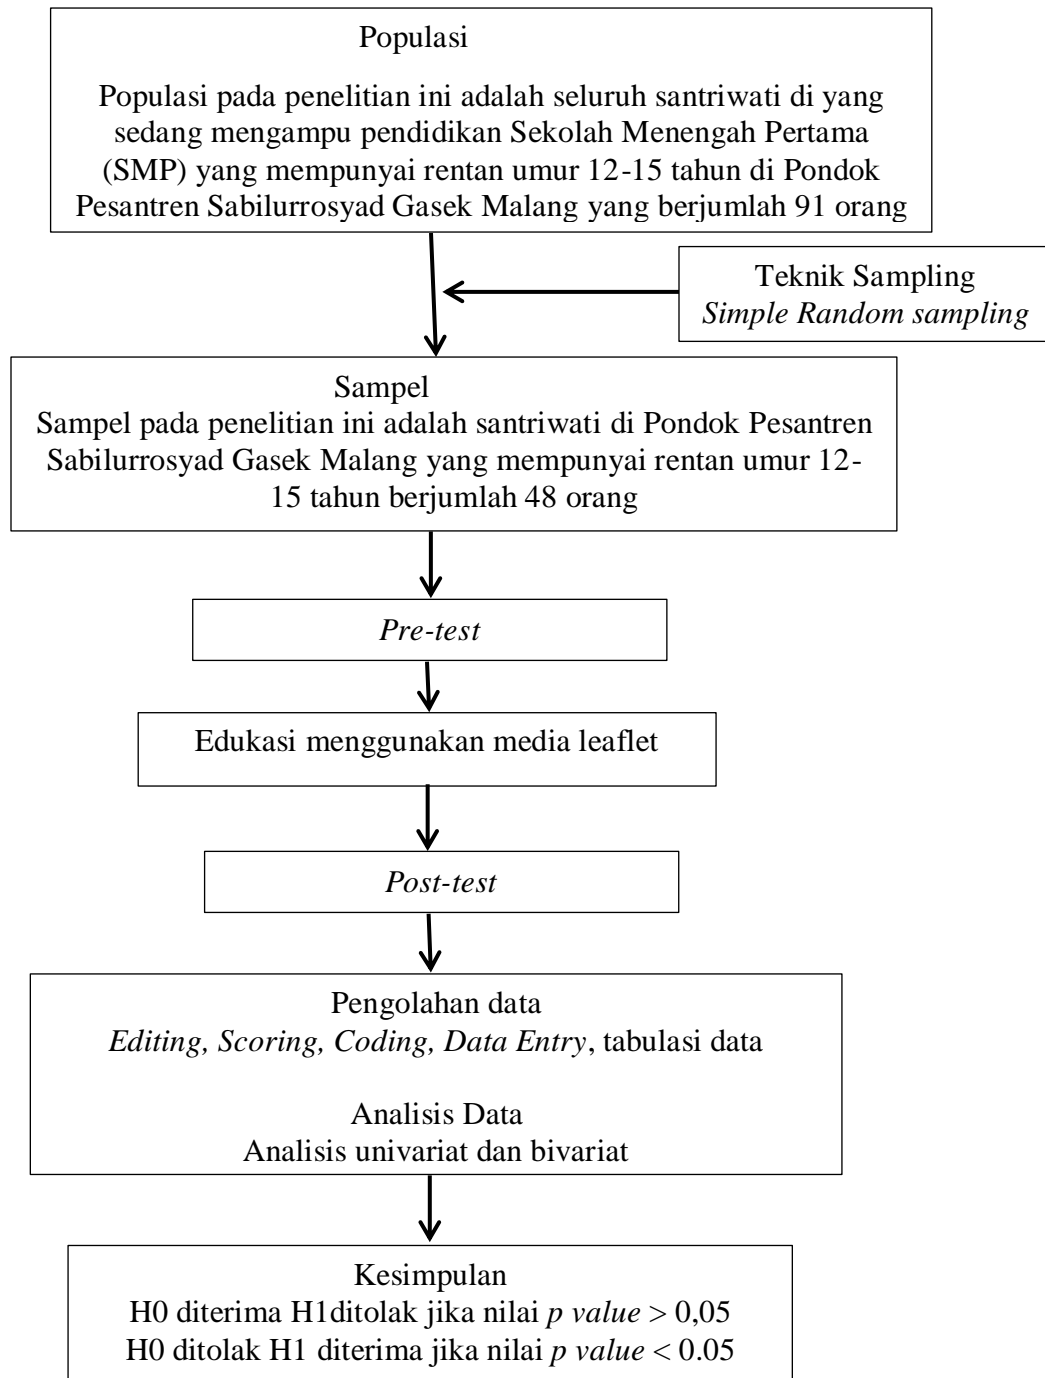 Populasi
Populasi pada penelitian ini adalah seluruh santriwati di yang
sedang mengampu pendidikan Sekolah Menengah Pertama
(SMP) yang mempunyai rentan umur 12-15 tahun di Pondok
Pesantren Sabilurrosyad Gasek Malang yang berjumlah 91 orang
Teknik Sampling
Simple Random sampling
Sampel
Sampel pada penelitian ini adalah santriwati di Pondok Pesantren
Sabilurrosyad Gasek Malang yang mempunyai rentan umur 12-
15 tahun berjumlah 48 orang
Pre-test
Edukasi menggunakan media leaflet
Post-test
Pengolahan data
Editing, Scoring, Coding, Data Entry, tabulasi data
Analisis Data
Analisis univariat dan bivariat
Kesimpulan
H0 diterima H1ditolak jika nilai p value > 0,05
H0 ditolak H1 diterima jika nilai p value < 0.05